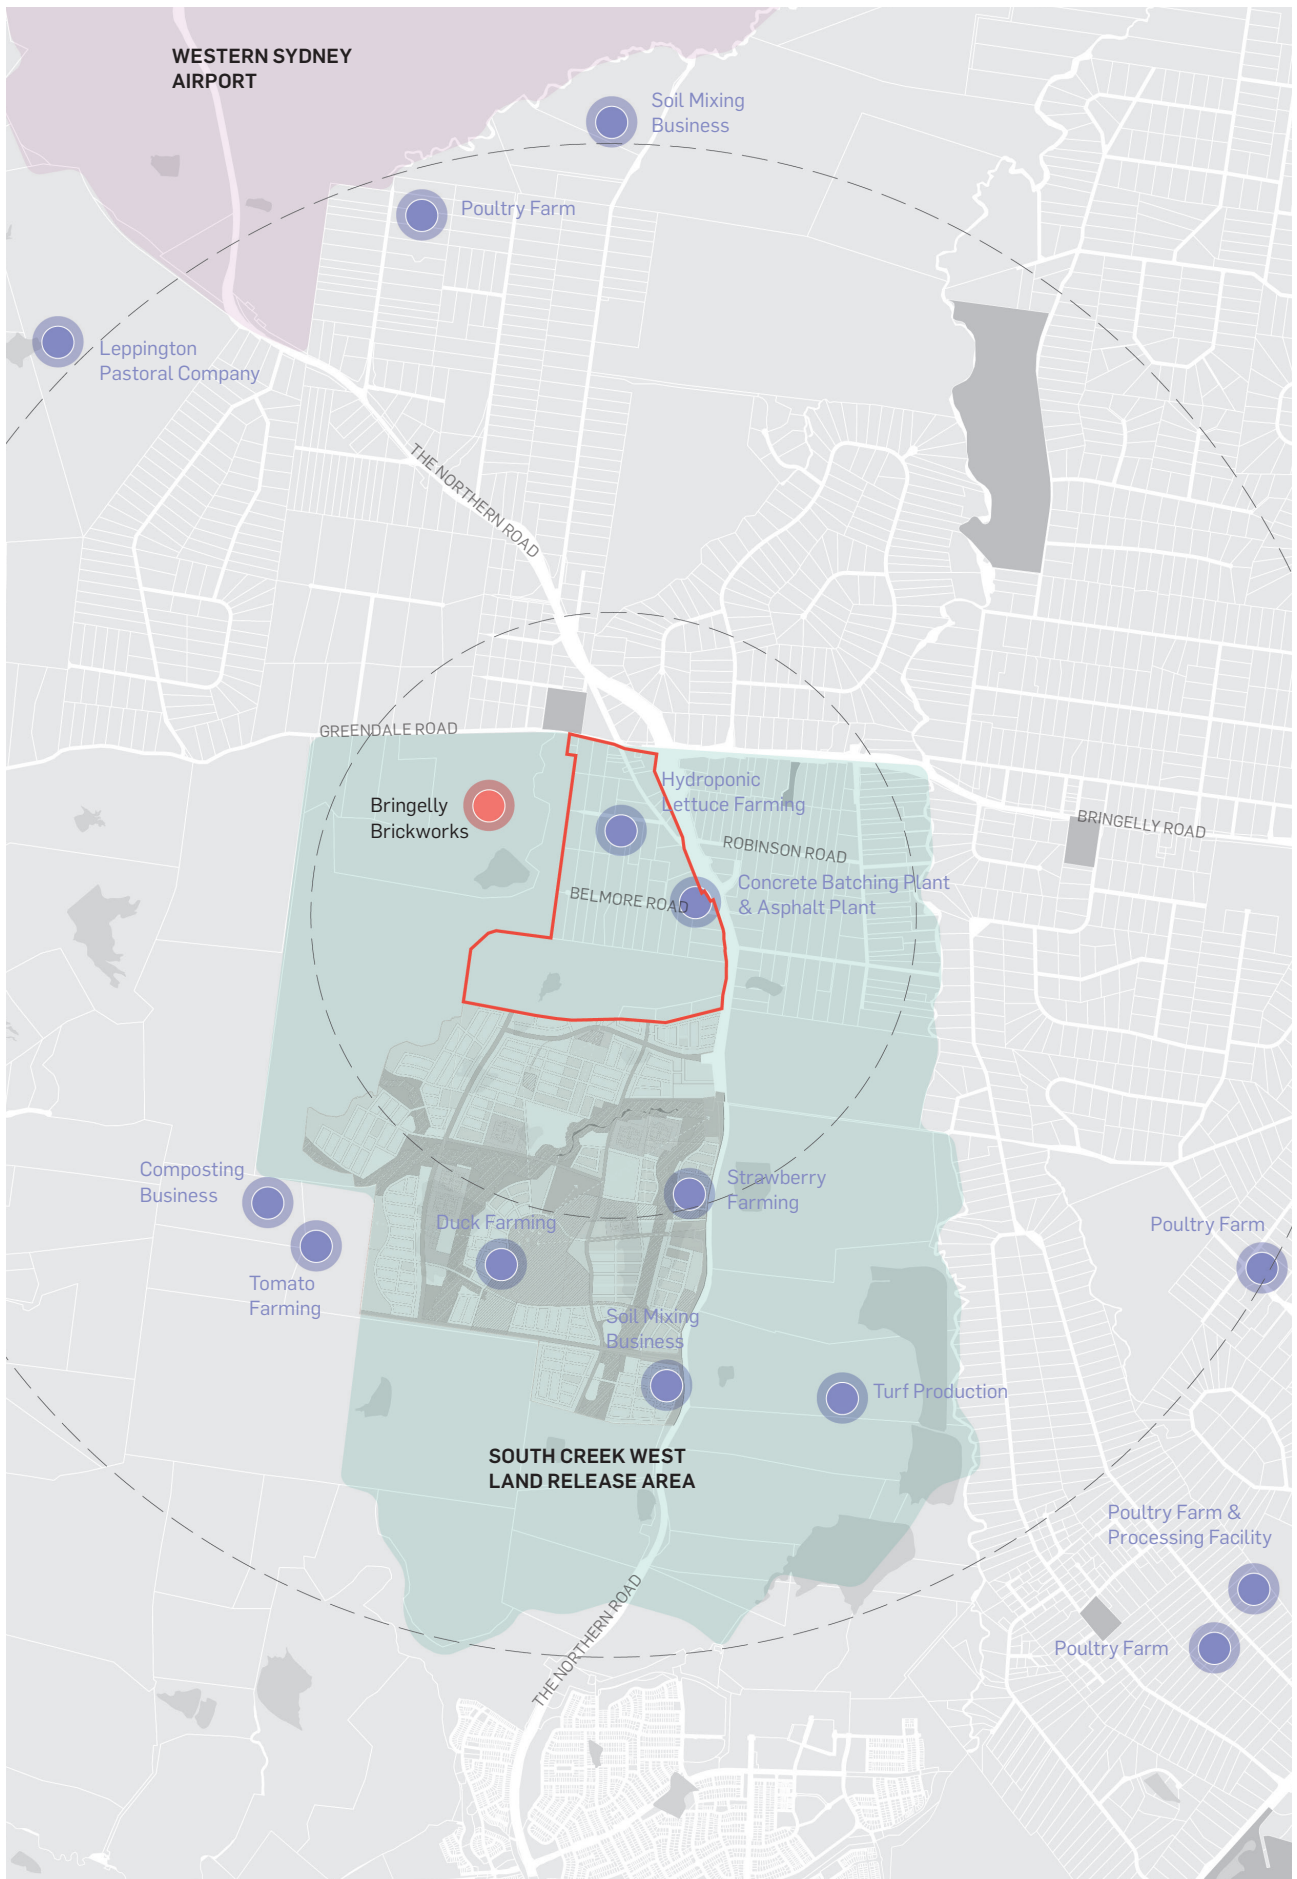 WESTERN SYDNEY
AIRPORT
Soil Mixing
Business
Poultry Farm
Leppington
Pastoral Company
THE NORTHERN ROAD
GREENDALE ROAD
Hydroponic
Lettuce Farming
Bringelly
Brickworks
BRINGELLY ROAD
ROBINSON ROAD
Concrete Batching Plant
& Asphalt Plant
BELMORE ROAD
Composting
Business
Strawberry
Farming
Duck Farming
Poultry Farm
Tomato
Farming
Soil Mixing
Business
Turf Production
SOUTH CREEK WEST
LAND RELEASE AREA
Poultry Farm &
Processing Facility
THE NORTHERN ROAD
Poultry Farm